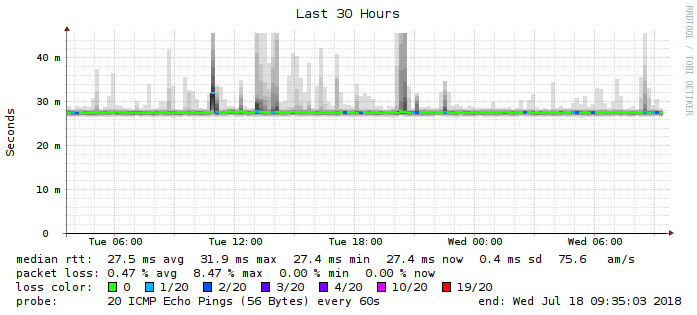 Last 30 Hours
RRDTOOL / TOBI OETIKER
Seconds
40 m
30 m
20 m
10 m
0
Tue 06:00 Tue 12:00 Tue 18:00 Wed 00:00 Wed 06:00
median rtt: 27.5 ms avg 31.9 ms max 27.4 ms min 27.4 ms now 0.4 ms sd 75.6 am/s
packet loss: 0.47 % avg 8.47 % max 0.00 % min 0.00 % now
loss color: 0 1/20 2/20 3/20 4/20 10/20 19/20
probe: 20 ICMP Echo Pings (56 Bytes) every 60s end: Wed Jul 18 09:35:03 2018